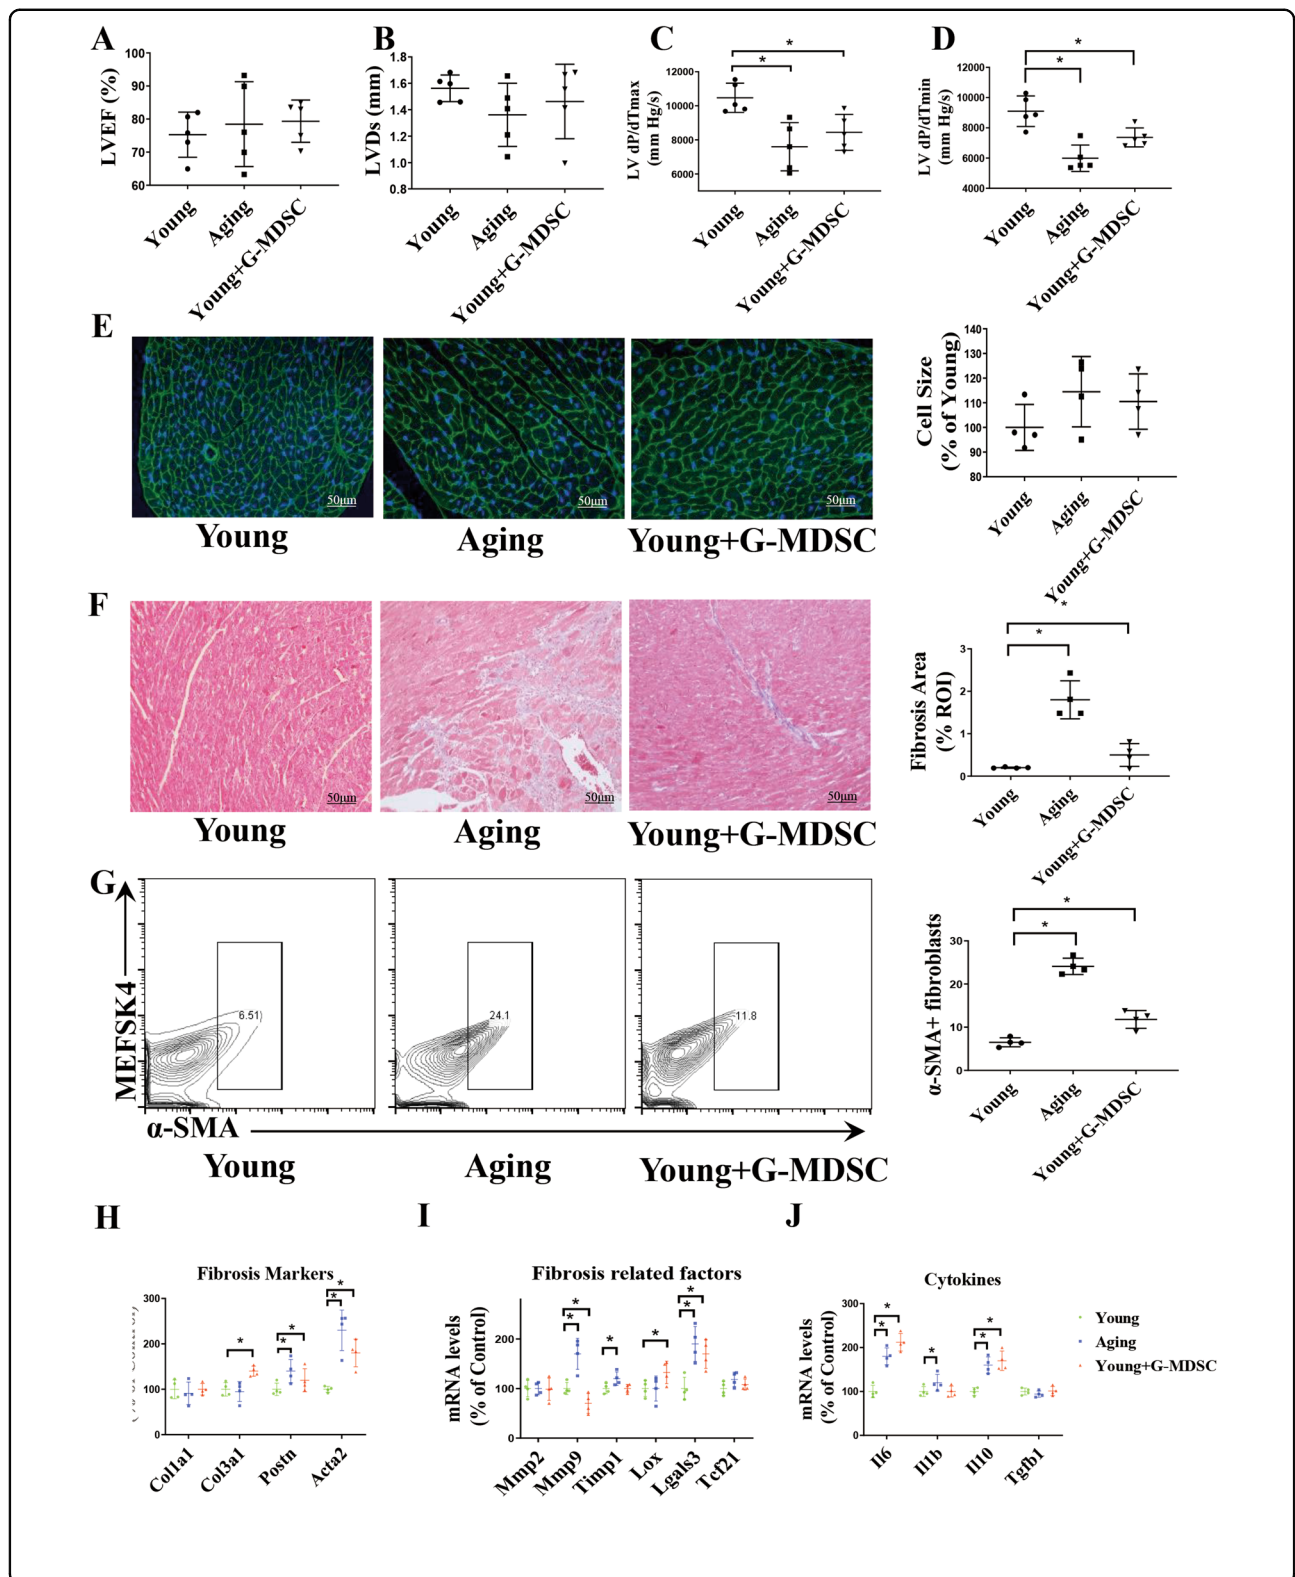 A
B
C
D
LVEF (%)
100
90
80
70
60
Young
Aging
Young+G-MDSC
LVDs (mm)
1.8
1.6
1.4
1.2
1.0
0.8
Young
Aging
Young+G-MDSC
LV dP/dTmax
(mm Hg/s)
12000
10000
8000
6000
*
*
Young
Aging
Young+G-MDSC
LV dP/dTmin
(mm Hg/s)
12000
10000
8000
6000
4000
*
*
Young
Aging
Young+G-MDSC
E
50μm
50μm
50μm
Young
Aging
Young+G-MDSC
Cell Size
(% of Young)
140
130
120
110
100
90
80
Young
Aging
Young+G-MDSC
F
50μm
50μm
50μm
Young
Aging
Young+G-MDSC
Fibrosis Area
(% ROI)
3
2
1
0
*
*
Young
Aging
Young+G-MDSC
G
MEFSK4
6.51
24.1
11.8
α-SMA
Young
Aging
Young+G-MDSC
α-SMA+ fibroblasts
30
20
10
0
*
*
Young
Aging
Young+G-MDSC
H
Fibrosis Markers
300
200
100
0
*
*
*
*
*
Col1a1
Col3a1
Postn
Acta2
I
Fibrosis related factors
mRNA levels
(% of Control)
200
100
0
*
*
*
*
*
*
Mmp2
Mmp9
Timp1
Lox
Lgals3
Tcf21
J
Cytokines
mRNA levels
(% of Control)
300
200
100
0
*
*
*
*
*
Il6
Il1b
Il10
Tgfb1
Young
Aging
Young+G-MDSC